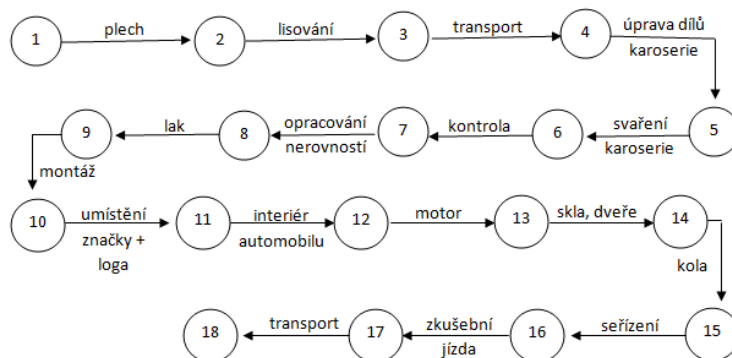 1 plech 2 lisování 3 transport 4 úprava dílů
karoserie
9 lak 8 opracování 7 kontrola 6 svaření 5
nerovností karoserie
montáž
10 umístění 11 interiér 12 motor 13 skla, dveře 14
značky + automobilu
loga
kola
18 transport 17 zkušební 16 seřízení 15
jízda